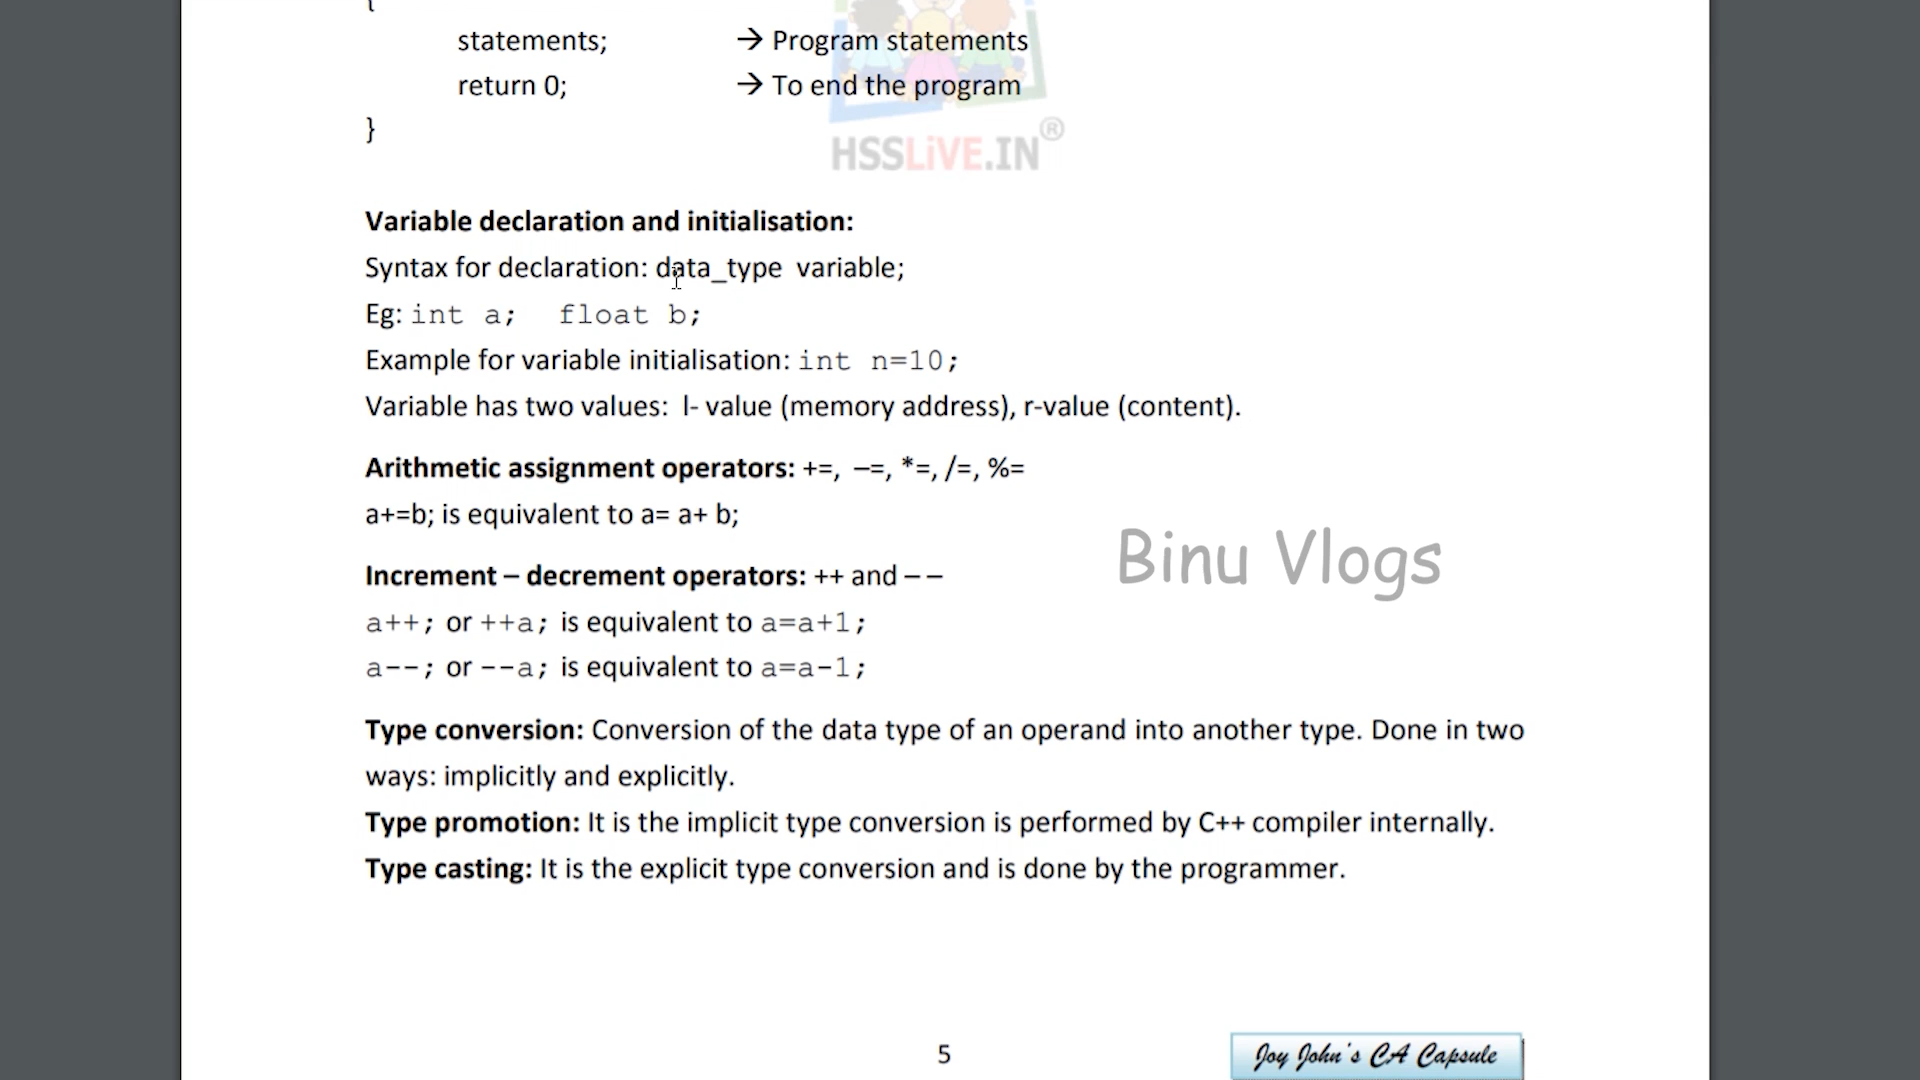 {
statements; → Program statements
return 0; → To end the program
}
HSSLiVE.IN®
Variable declaration and initialisation:
Syntax for declaration: data_type variable;
Eg: int a; float b;
Example for variable initialisation: int n=10;
Variable has two values: l- value (memory address), r-value (content).
Arithmetic assignment operators: +=, –=, *=, /=, %=
a+=b; is equivalent to a= a+ b;
Binu Vlogs
Increment – decrement operators: ++ and – –
a++; or ++a; is equivalent to a=a+1;
a--; or --a; is equivalent to a=a-1;
Type conversion: Conversion of the data type of an operand into another type. Done in two
ways: implicitly and explicitly.
Type promotion: It is the implicit type conversion is performed by C++ compiler internally.
Type casting: It is the explicit type conversion and is done by the programmer.
5
Joy John's CA Capsule